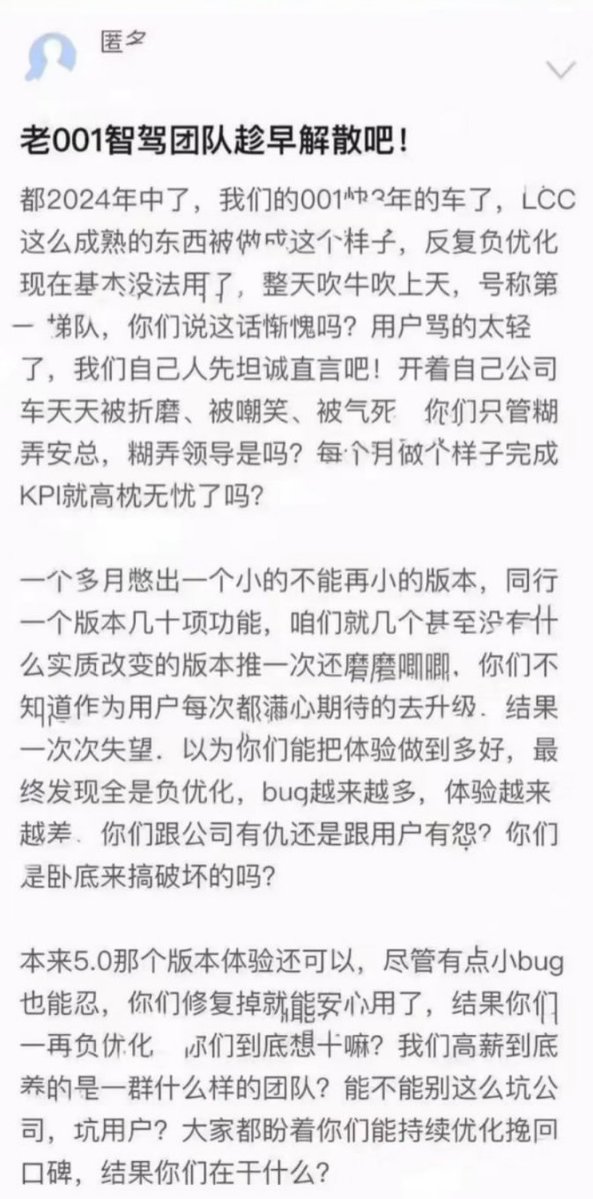 匿名
老001智驾团队趁早解散吧！
都2024年中了，我们的001快3年的车了，LCC
这么成熟的东西被做成这个样子，反复负优化
现在基本没法用了，整天吹牛吹上天，号称第
一梯队，你们说这话惭愧吗？用户骂的太轻
了，我们自己人先坦诚直言吧！开着自己公司
车天天被折磨、被嘲笑、被气死 你们只管糊
弄安总，糊弄领导是吗？每个月做个样子完成
KPI就高枕无忧了吗？
一个多月憋出一个小的不能再小的版本，同行
一个版本几十项功能，咱们就几个甚至没有什
么实质改变的版本推一次还磨磨唧唧，你们不
知道作为用户每次都满心期待的去升级．结果
一次次失望．以为你们能把体验做到多好，最
终发现全是负优化，bug越来越多，体验越来
越差．你们跟公司有仇还是跟用户有怨？你们
是卧底来搞破坏的吗？
本来5.0那个版本体验还可以，尽管有点小bug
也能忍，你们修复掉就能安心用了，结果你们
一再负优化 你们到底想干嘛？我们高薪到底
养的是一群什么样的团队？能不能别这么坑公
司，坑用户？大家都盼着你们能持续优化挽回
口碑，结果你们在干什么？